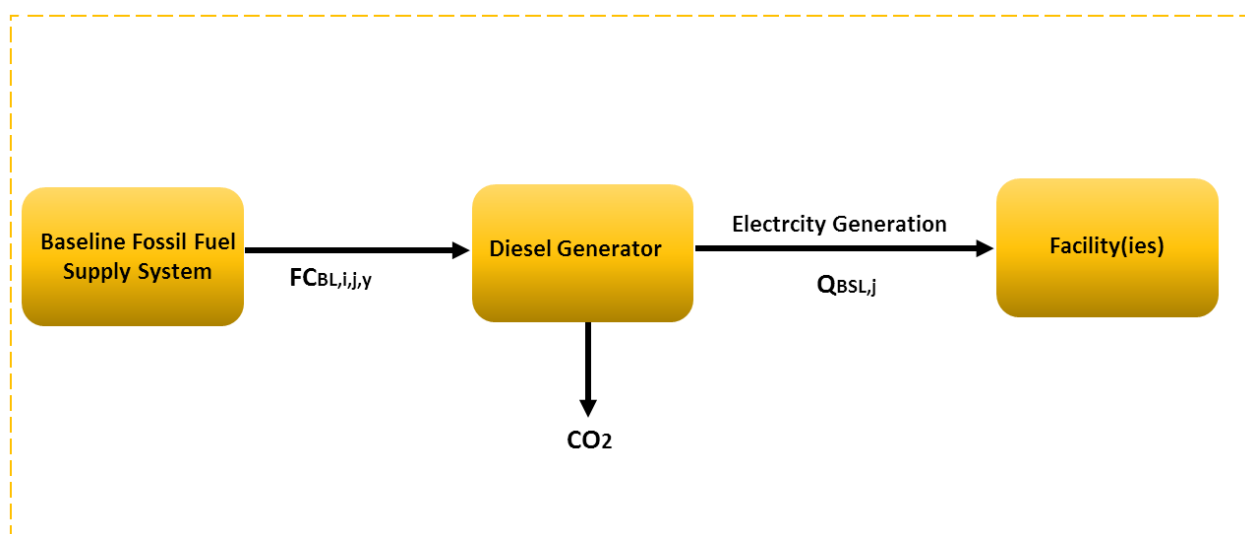 Baseline Fossil Fuel
Supply System
FCBL,i,j,y
Diesel Generator
CO2
Electrcity Generation
QBSL,j
Facility(ies)